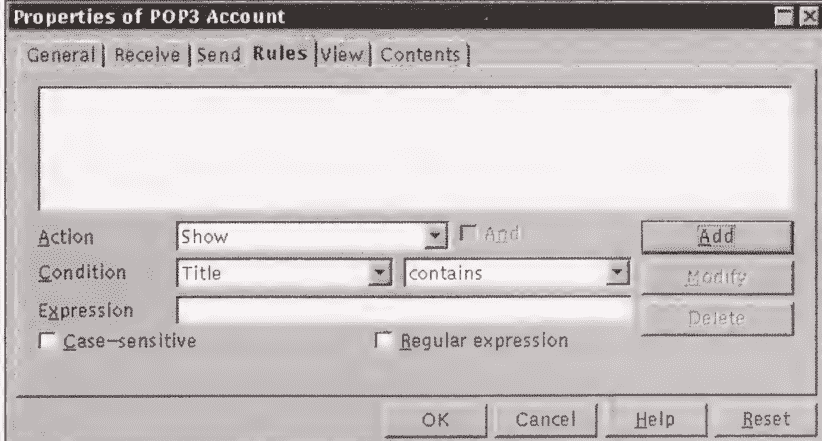 Properties of POP3 Account
General Receive Send Rules View Contents
Action Show And Add
Condition Title contains Modify
Expression Delete
Case-sensitive Regular expression
OK Cancel Help Reset